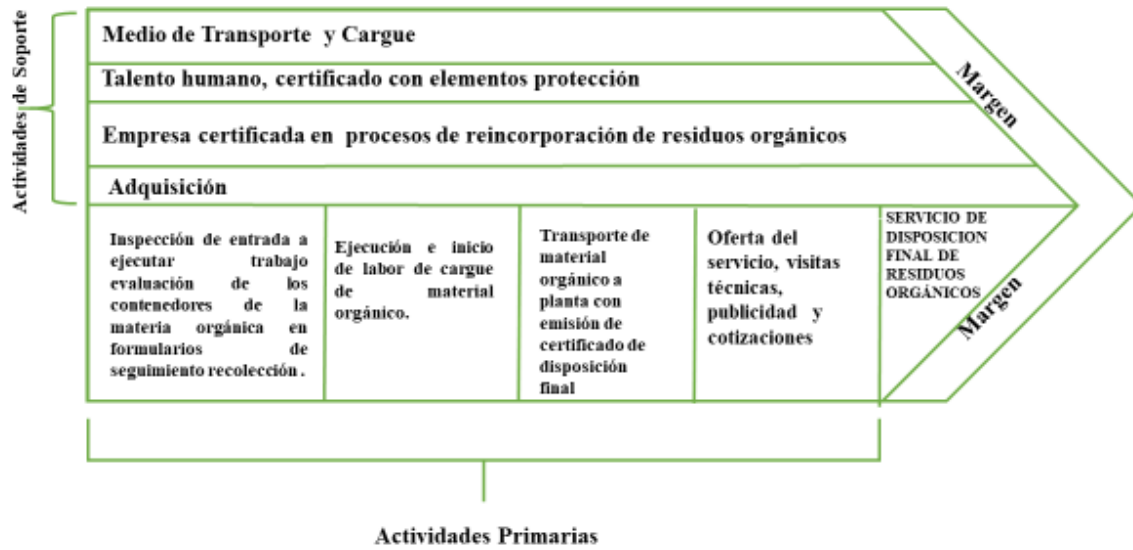 Actividades de Soporte
Medio de Transporte y Cargue
Talento humano, certificado con elementos protección
Empresa certificada en procesos de reincorporación de residuos orgánicos
Adquisición
Margen
Inspección de entrada a
ejecutar trabajo
evaluación de los
contenedores de la
materia orgánica en
formularios de
seguimiento recolección .
Ejecución e inicio
de labor de cargue
de material
orgánico.
Transporte de
material
orgánico a
planta con
emisión de
certificado de
disposición
final
Oferta del
servicio, visitas
técnicas,
publicidad y
cotizaciones
SERVICIO DE
DISPOSICION
FINAL DE
RESIDUOS
ORGÁNICOS
Margen
Actividades Primarias